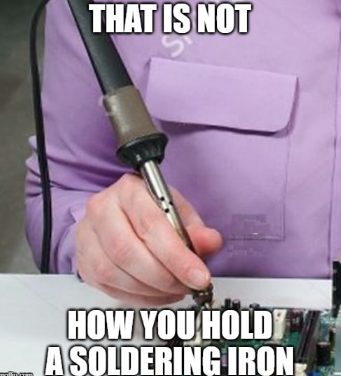 THAT IS NOT
HOW YOU HOLD
A SOLDERING IRON